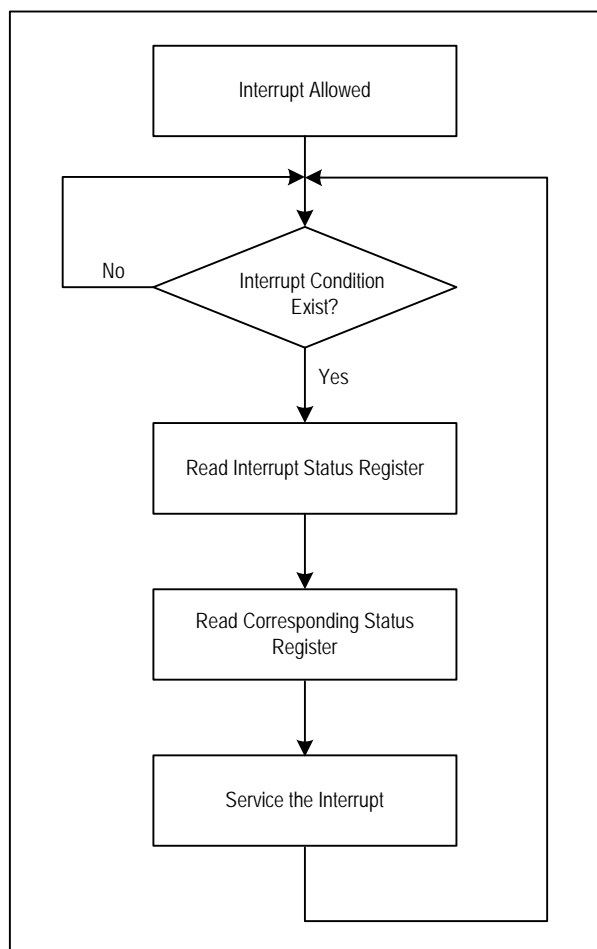 Interrupt Allowed
No
Interrupt Condition
Exist?
Yes
Read Interrupt Status Register
Read Corresponding Status
Register
Service the Interrupt